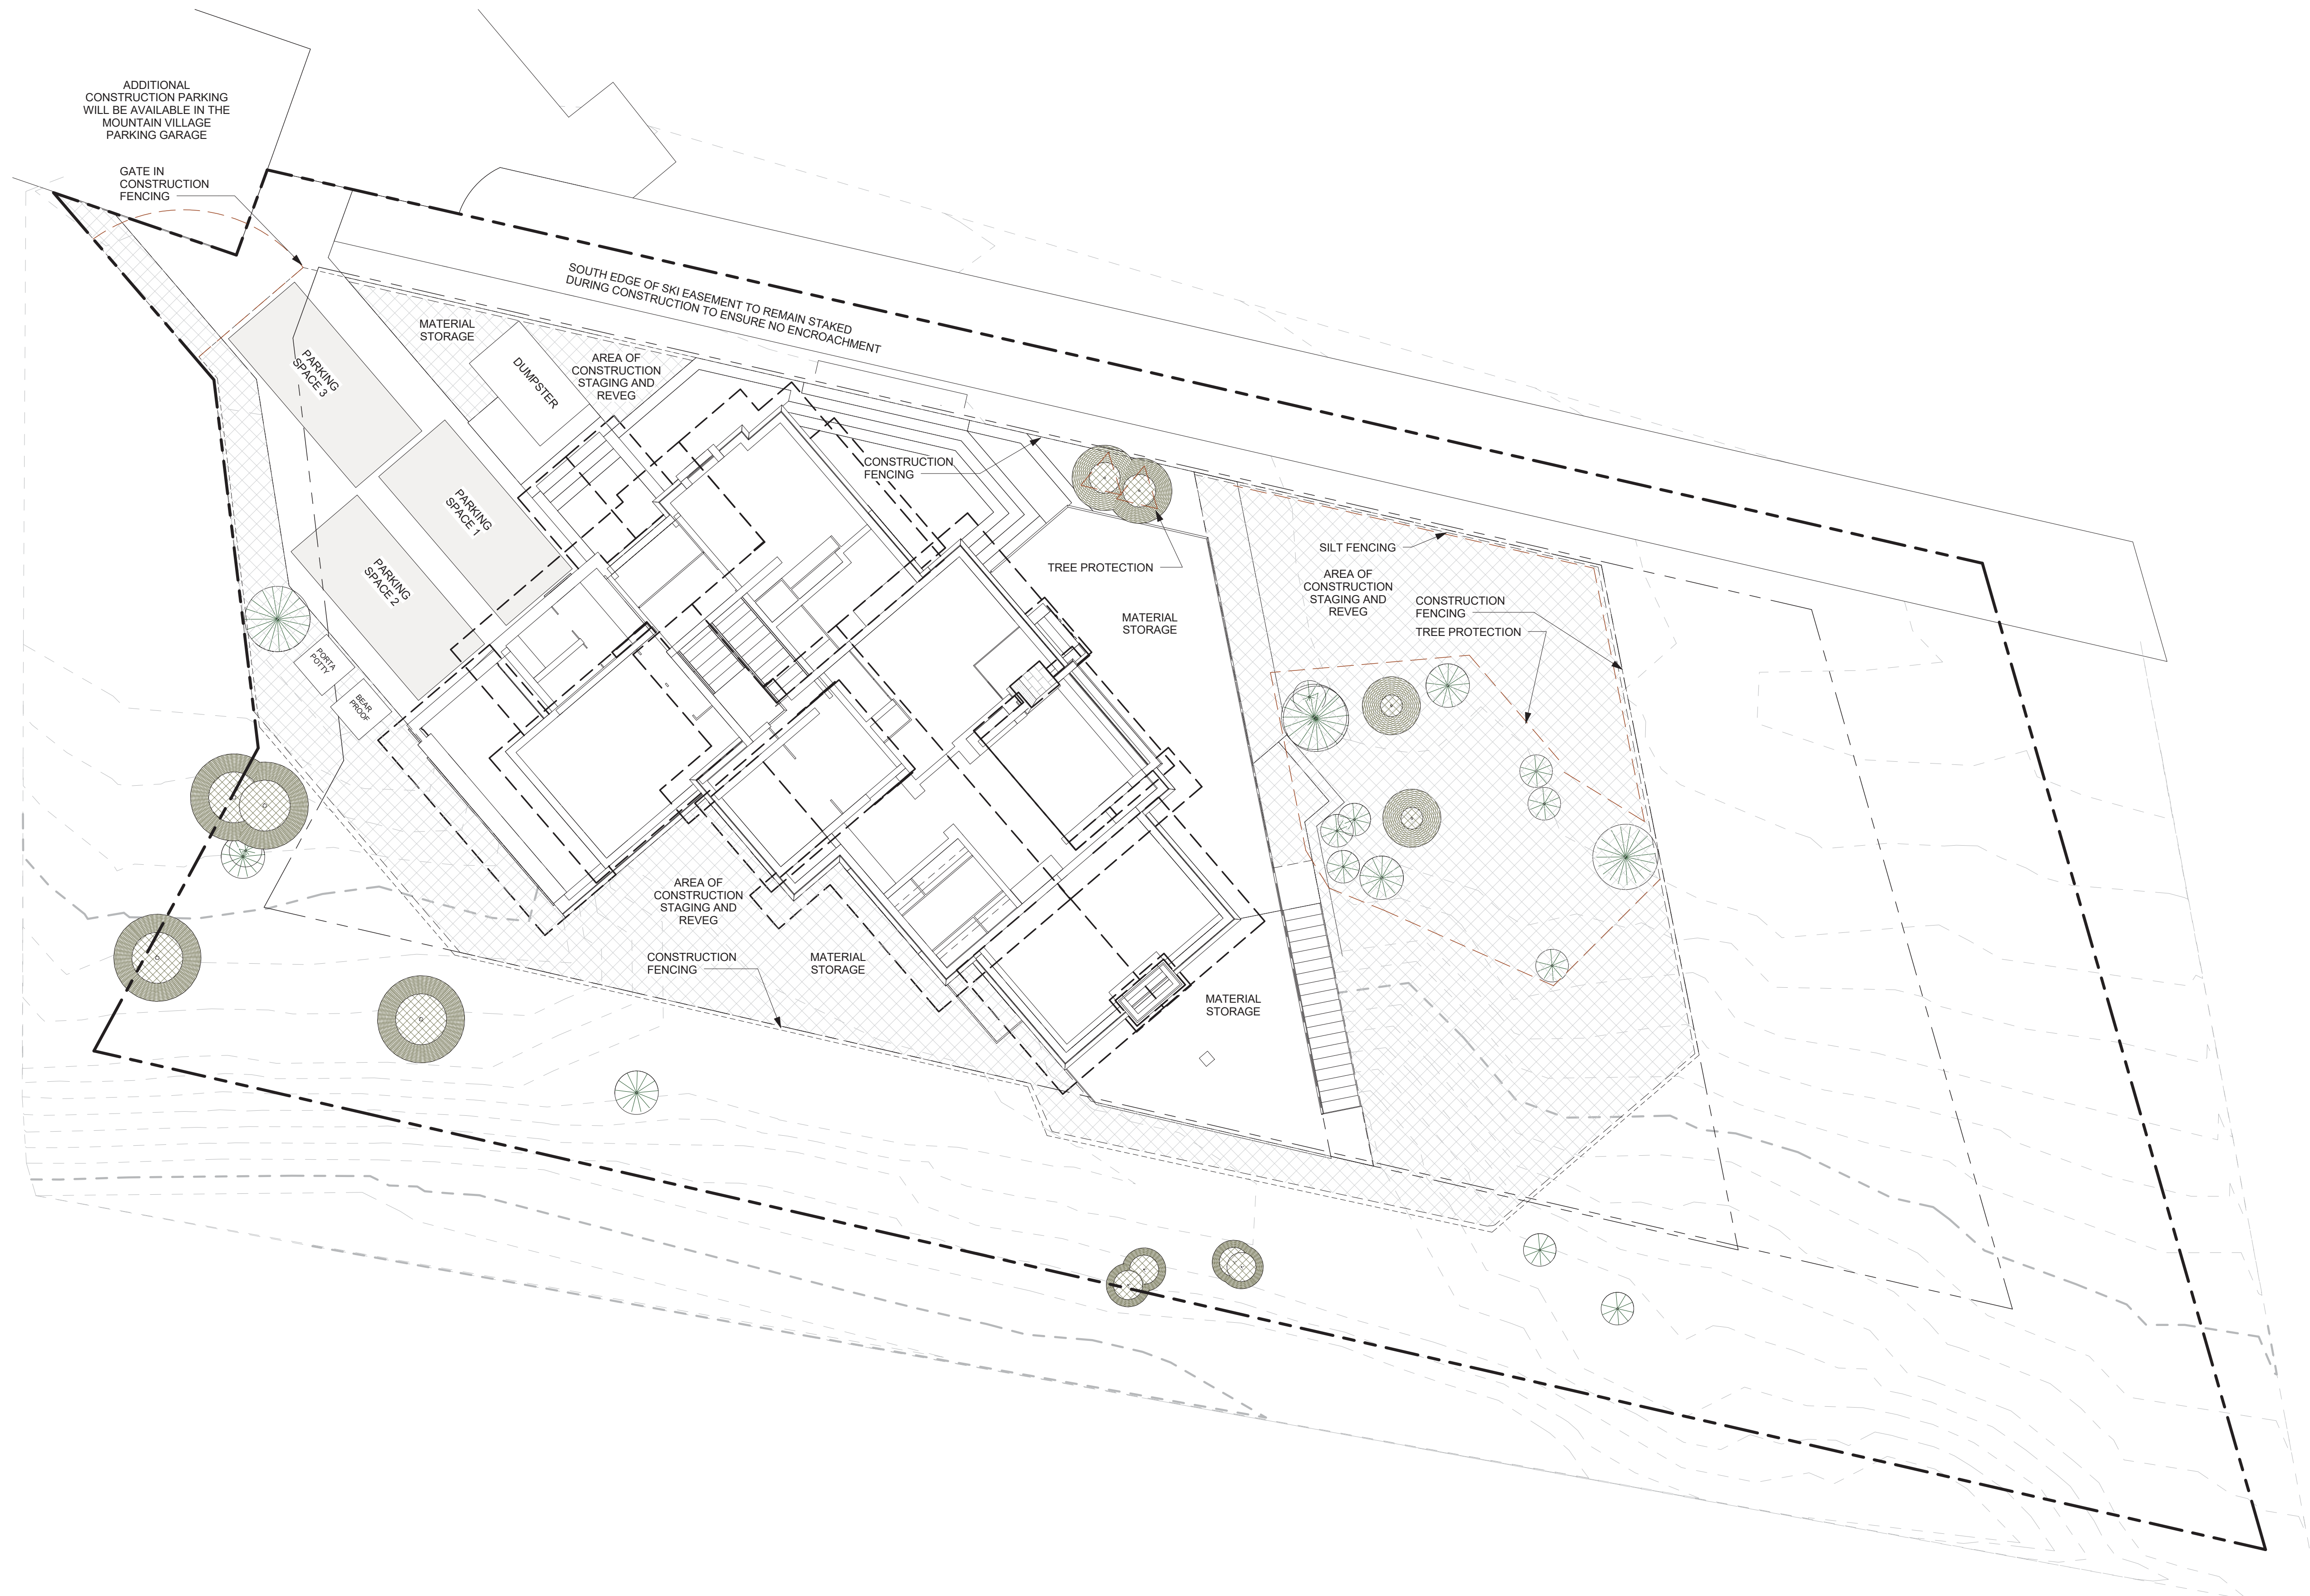 ADDITIONAL
CONSTRUCTION PARKING
WILL BE AVAILABLE IN THE
MOUNTAIN VILLAGE
PARKING GARAGE
GATE IN
CONSTRUCTION
FENCING
SOUTH EDGE OF SKI EASEMENT TO REMAIN STAKED
DURING CONSTRUCTION TO ENSURE NO ENCROACHMENT
MATERIAL
STORAGE
DUMPSTER
AREA OF
CONSTRUCTION
STAGING AND
REVEG
PARKING
SPACE 3
PARKING
SPACE 1
PARKING
SPACE 2
PORTA
POTTY
BEAR
PROOF
CONSTRUCTION
FENCING
TREE PROTECTION
MATERIAL
STORAGE
SILT FENCING
AREA OF
CONSTRUCTION
STAGING AND
REVEG
CONSTRUCTION
FENCING
TREE PROTECTION
AREA OF
CONSTRUCTION
STAGING AND
REVEG
CONSTRUCTION
FENCING
MATERIAL
STORAGE
MATERIAL
STORAGE